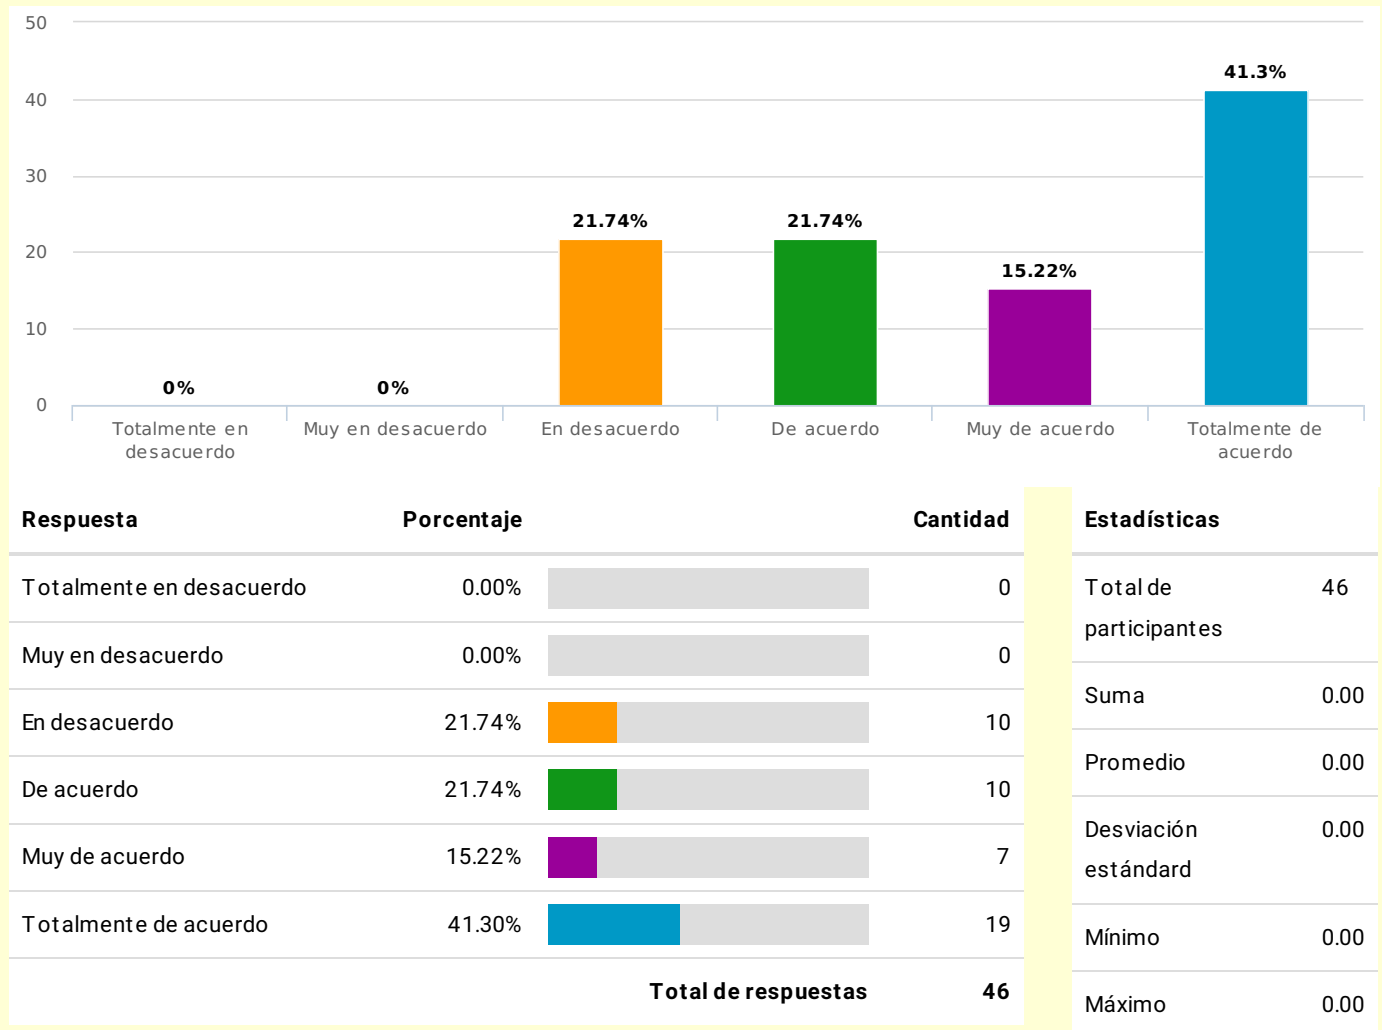 50
40
30
20
10
0
0%
0%
21.74%
21.74%
15.22%
41.3%
Totalmente en
desacuerdo
Muy en desacuerdo
En desacuerdo
De acuerdo
Muy de acuerdo
Totalmente de
acuerdo
Respuesta Porcentaje Cantidad
Totalmente en desacuerdo 0.00% 0
Muy en desacuerdo 0.00% 0
En desacuerdo 21.74% 10
De acuerdo 21.74% 10
Muy de acuerdo 15.22% 7
Totalmente de acuerdo 41.30% 19
Total de respuestas 46
Estadísticas
Total de 46
participantes
Suma 0.00
Promedio 0.00
Desviación 0.00
estándard
Mínimo 0.00
Máximo 0.00